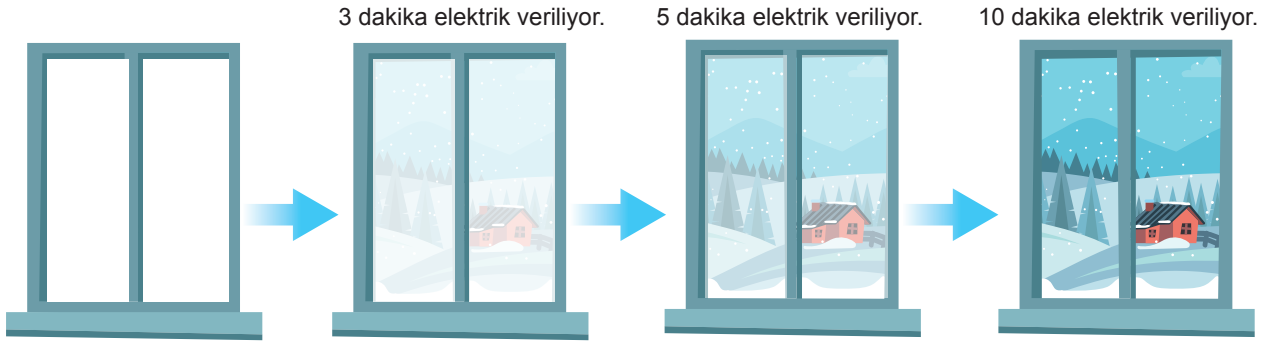 3 dakika elektrik veriliyor.
5 dakika elektrik veriliyor.
10 dakika elektrik veriliyor.